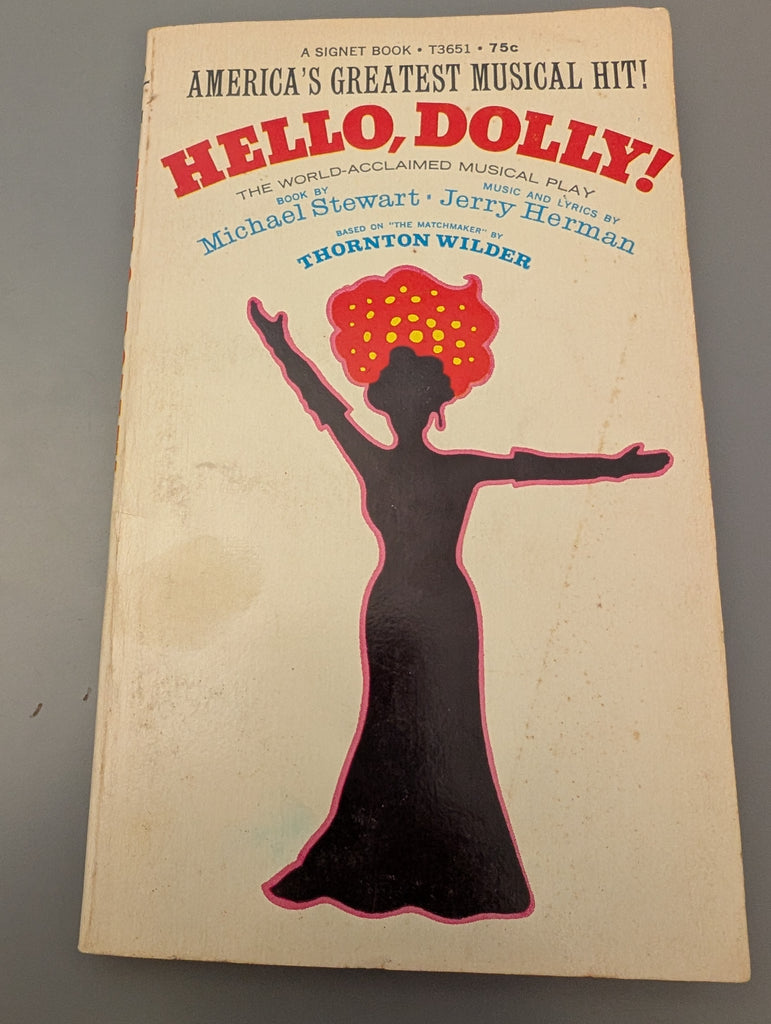 A SIGNET BOOK • T3651 • 75c
AMERICA'S GREATEST MUSICAL HIT!
HELLO, DOLLY!
THE WORLD-ACCLAIMED MUSICAL PLAY
BOOK BY MUSIC AND LYRICS BY
Michael Stewart • Jerry Herman
BASED ON "THE MATCHMAKER" BY
THORNTON WILDER